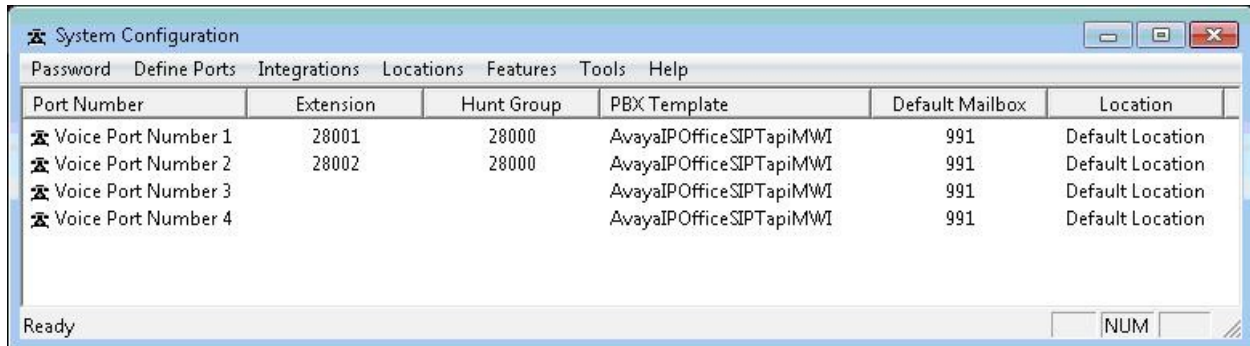 System Configuration
Password Define Ports Integrations Locations Features Tools Help
Port Number Extension Hunt Group PBX Template Default Mailbox Location
Voice Port Number 1 28001 28000 AvayaIPOfficeSIPTapiMWI 991 Default Location
Voice Port Number 2 28002 28000 AvayaIPOfficeSIPTapiMWI 991 Default Location
Voice Port Number 3 AvayaIPOfficeSIPTapiMWI 991 Default Location
Voice Port Number 4 AvayaIPOfficeSIPTapiMWI 991 Default Location
Ready NUM